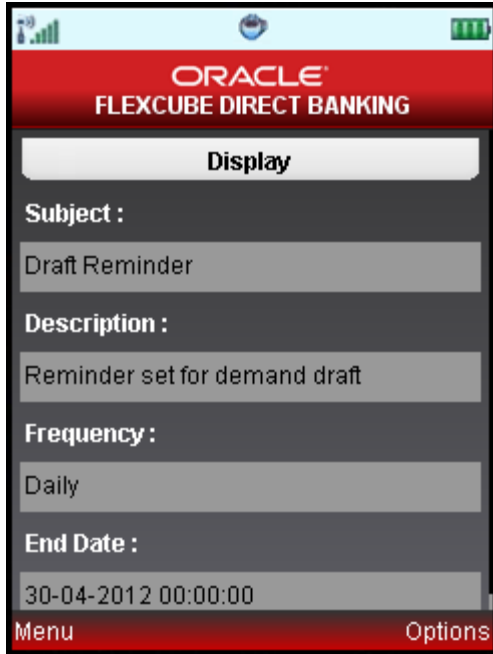 ORACLE
FLEXCUBE DIRECT BANKING
Display
Subject :
Draft Reminder
Description :
Reminder set for demand draft
Frequency :
Daily
End Date :
30-04-2012 00:00:00
Menu
Options